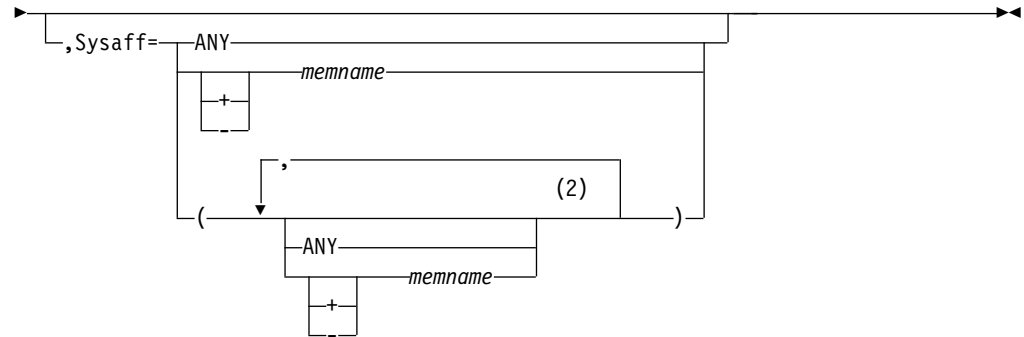 ,Sysaff= ANY
memname
+
-
,
(2)
( )
ANY
memname
+
-